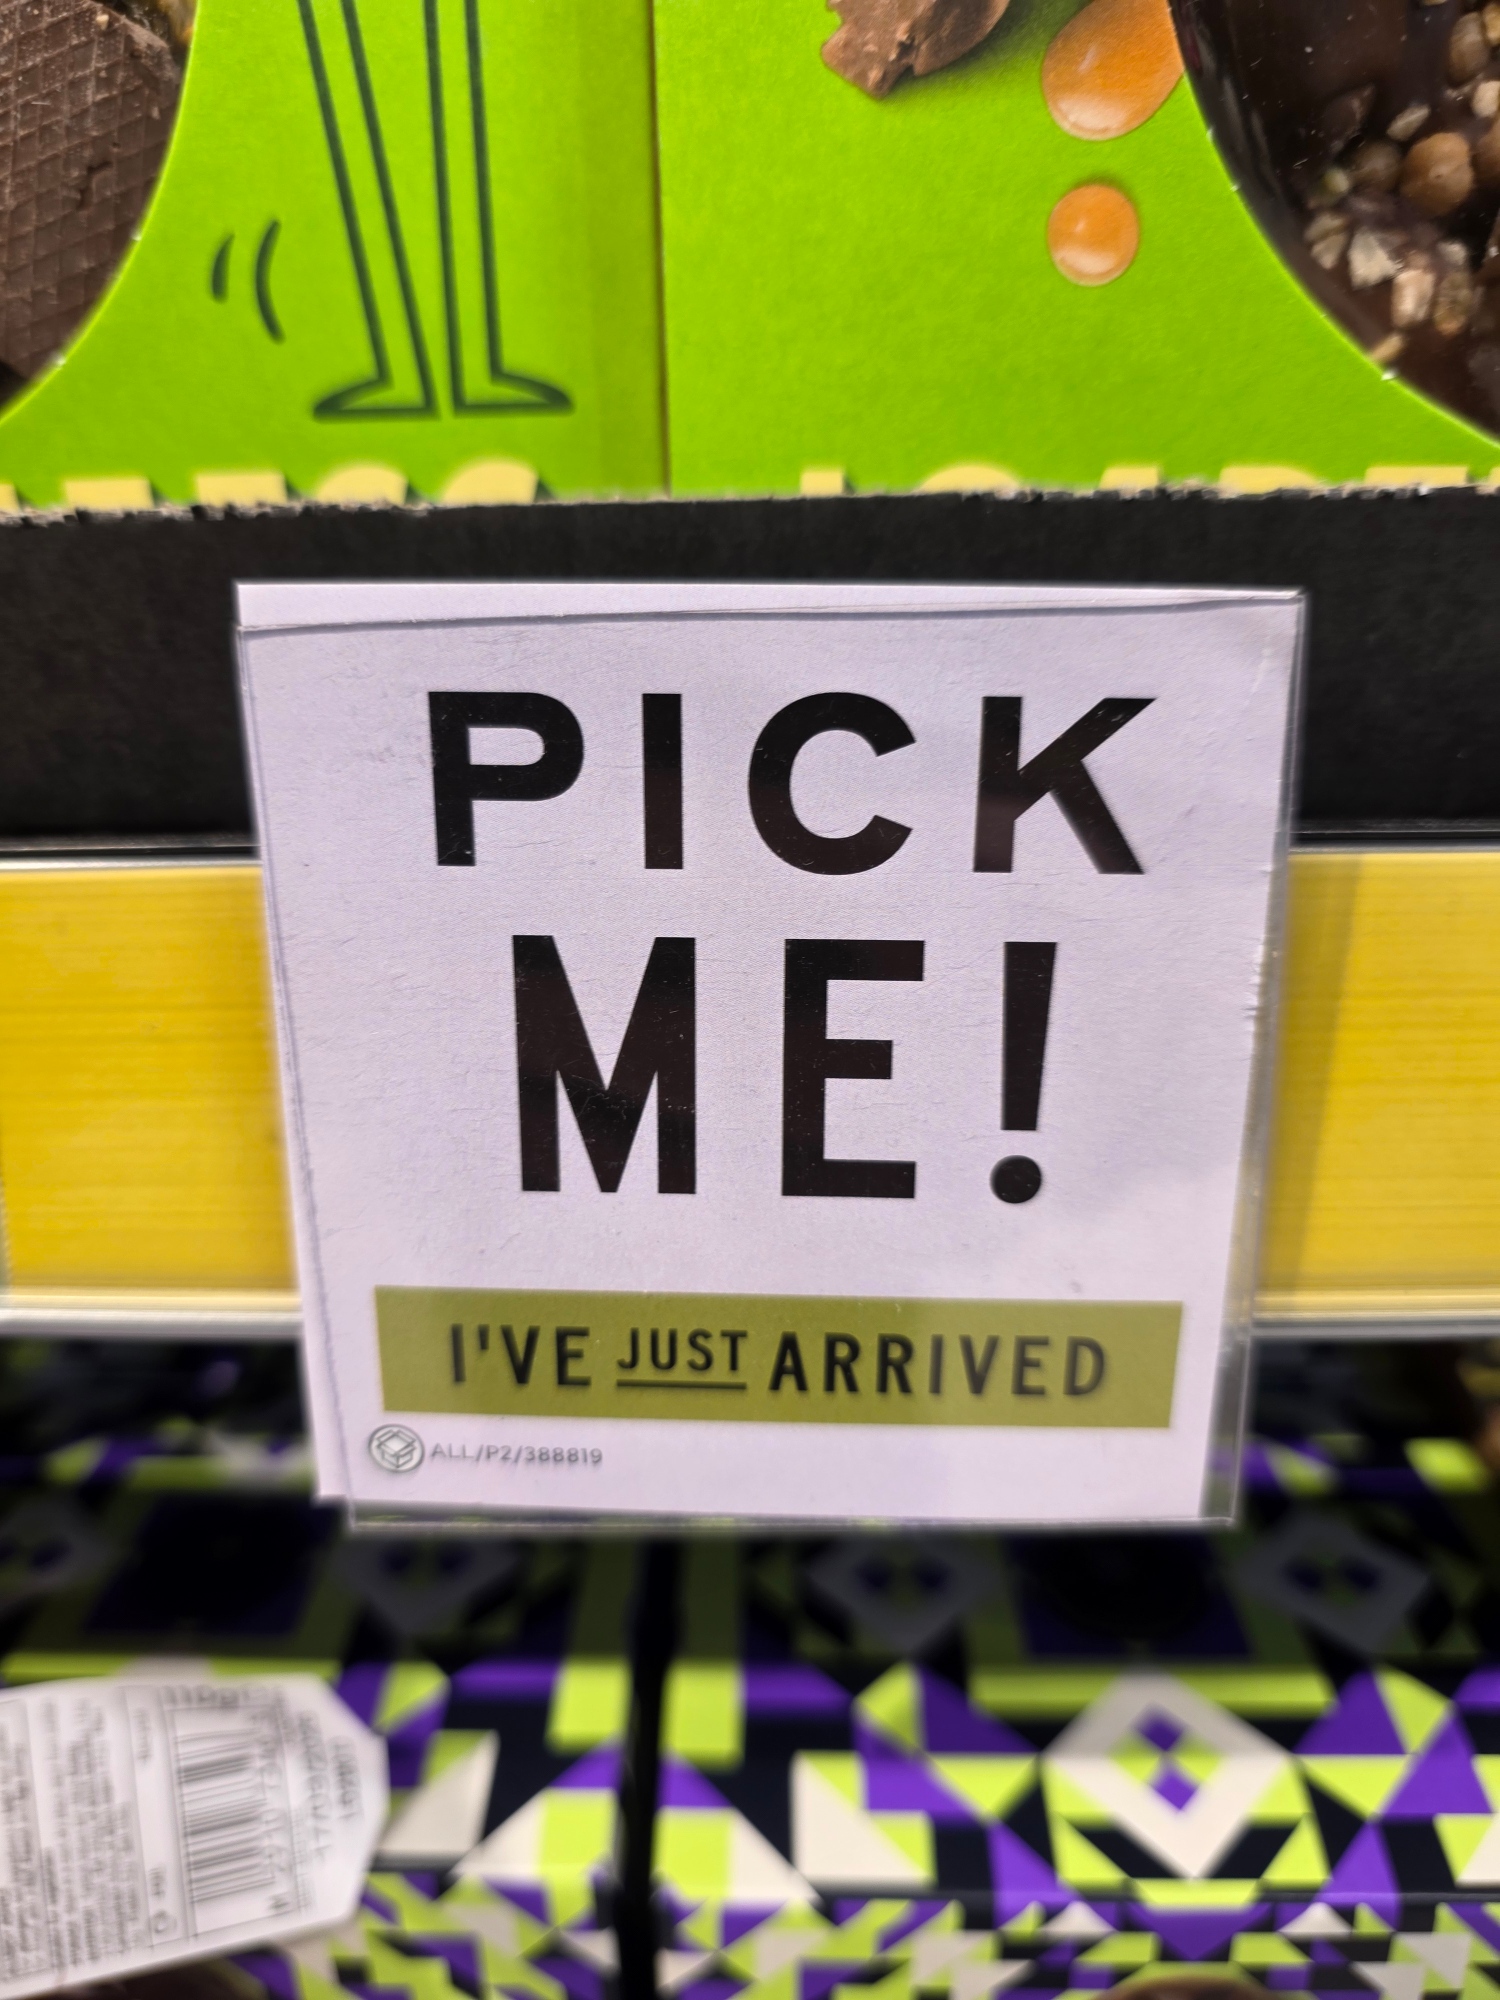 PICK
ME!
I'VE JUST ARRIVED
ALL/P2/388819